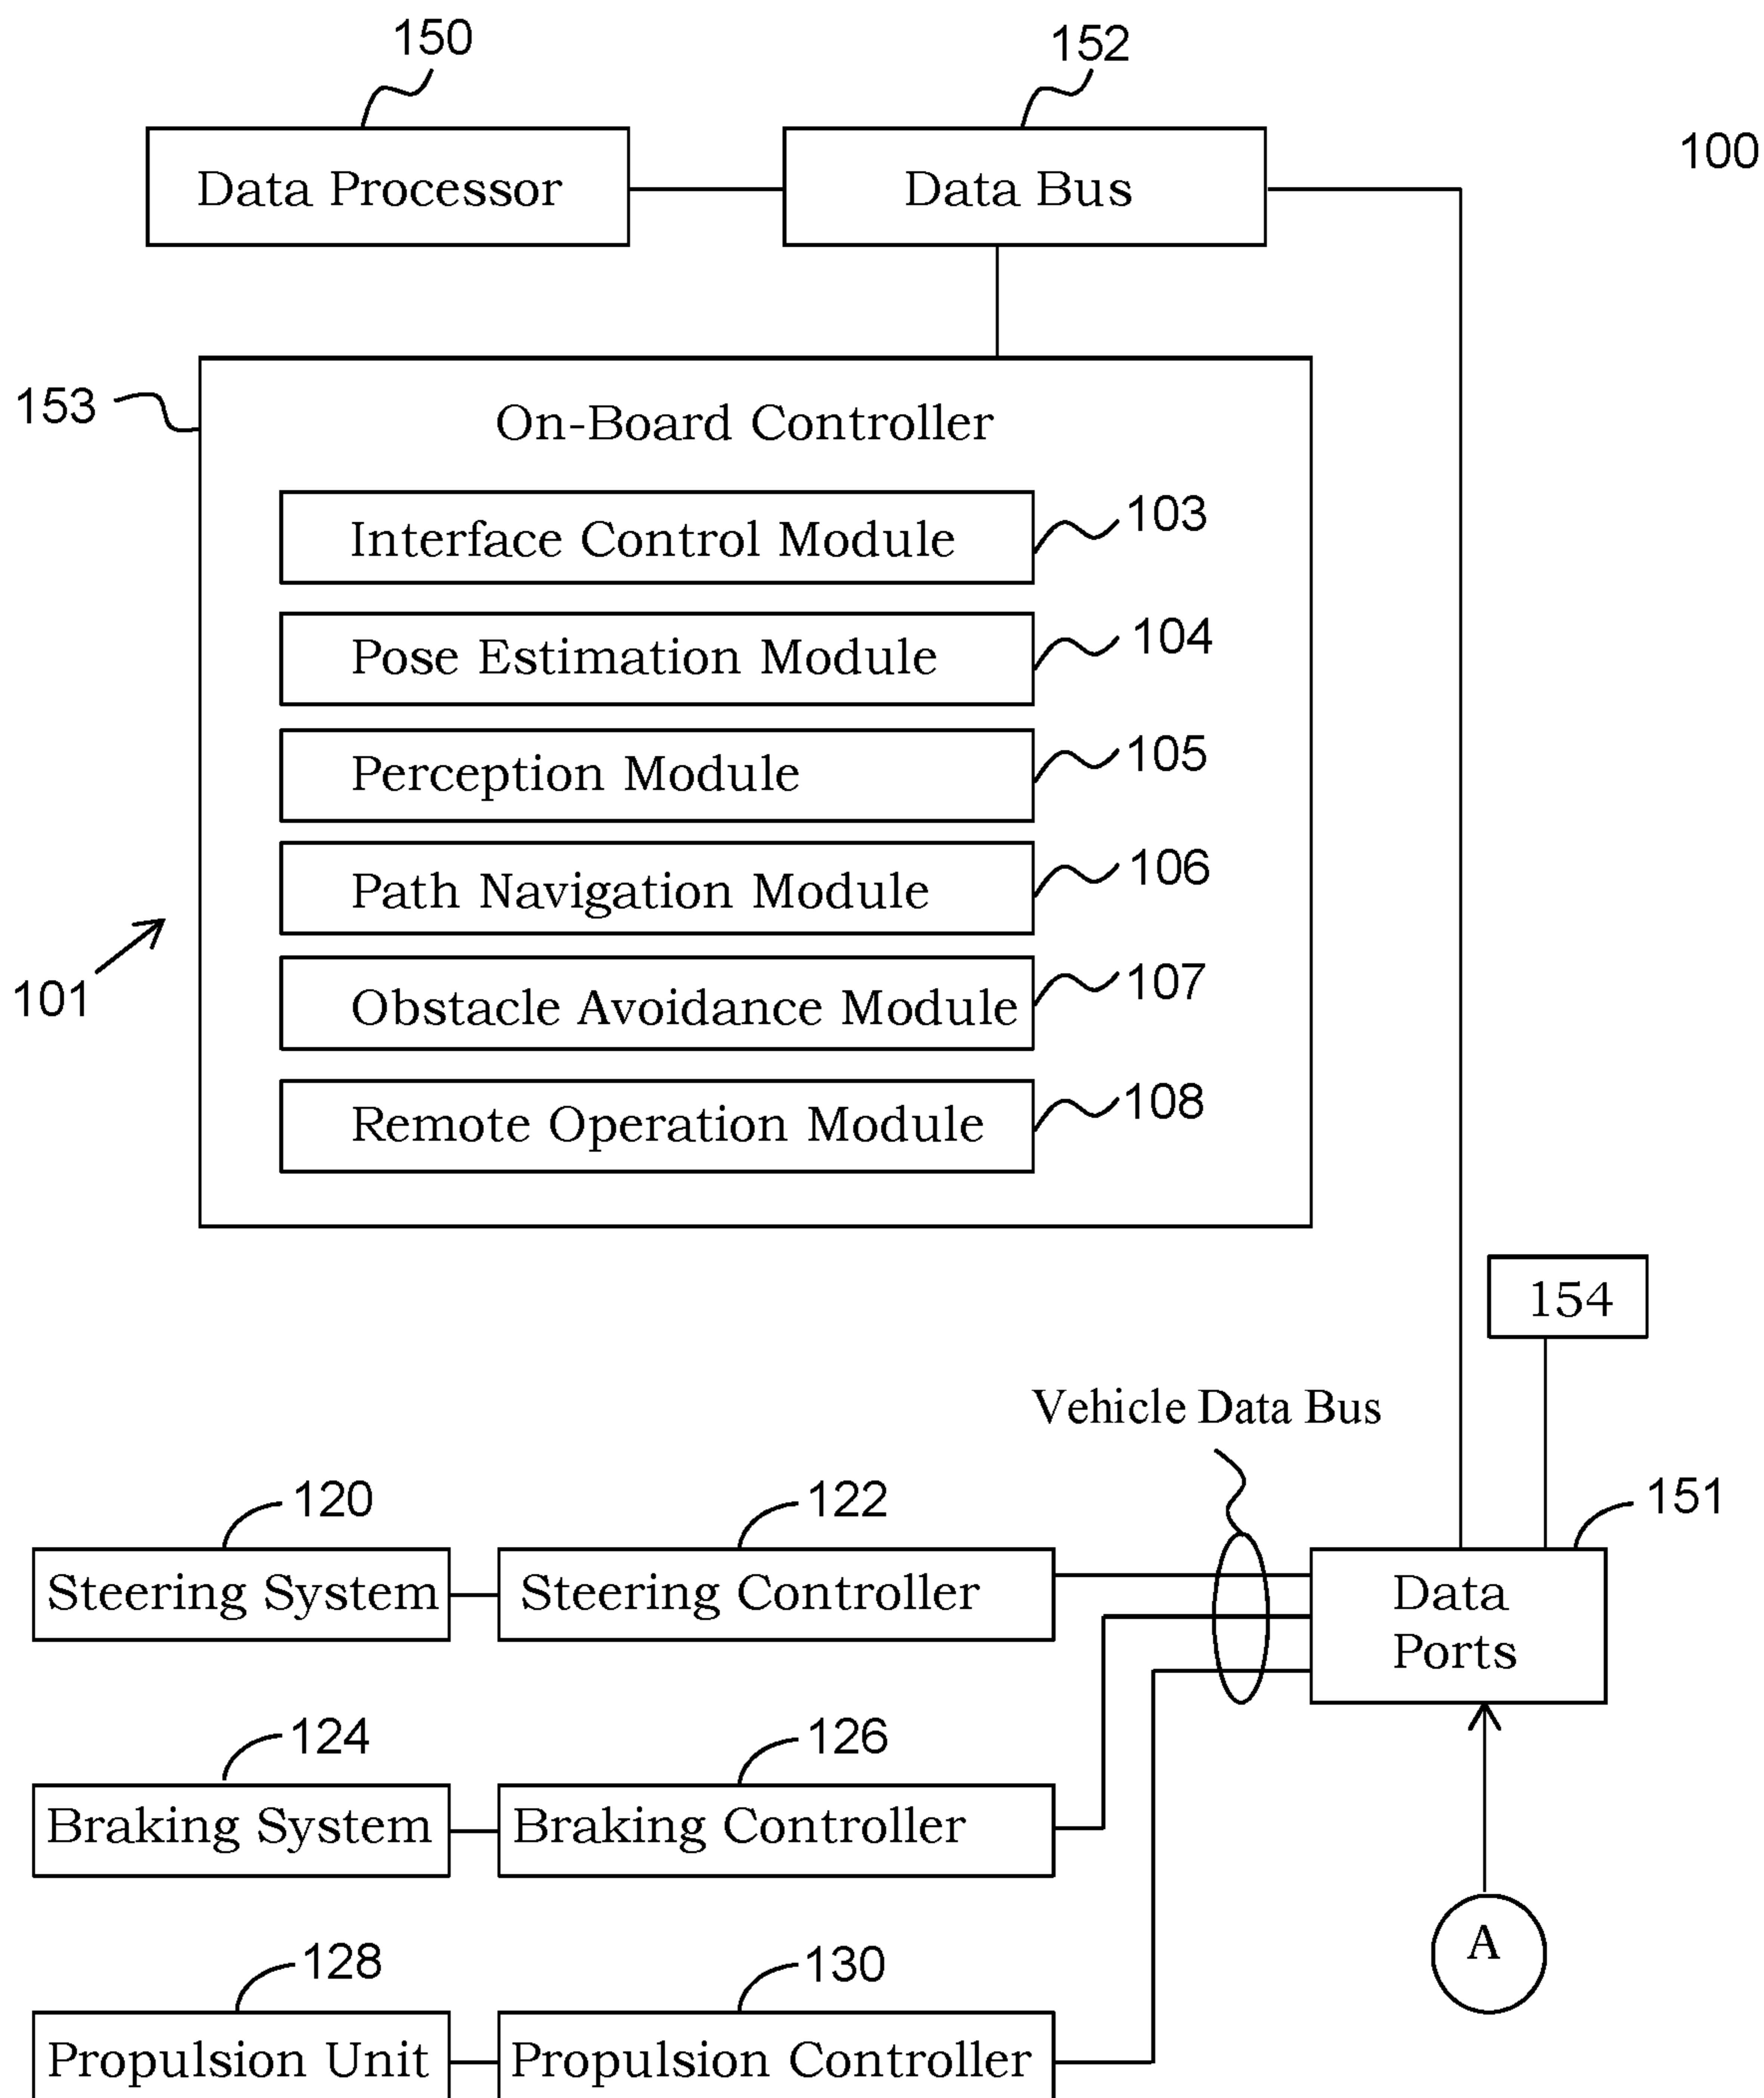 150
152
100
Data Processor
Data Bus
153
On-Board Controller
Interface Control Module
103
Pose Estimation Module
104
Perception Module
105
Path Navigation Module
106
101
Obstacle Avoidance Module
107
Remote Operation Module
108
154
Vehicle Data Bus
120
122
151
Steering System
Steering Controller
Data
Ports
124
126
Braking System
Braking Controller
A
128
130
Propulsion Unit
Propulsion Controller